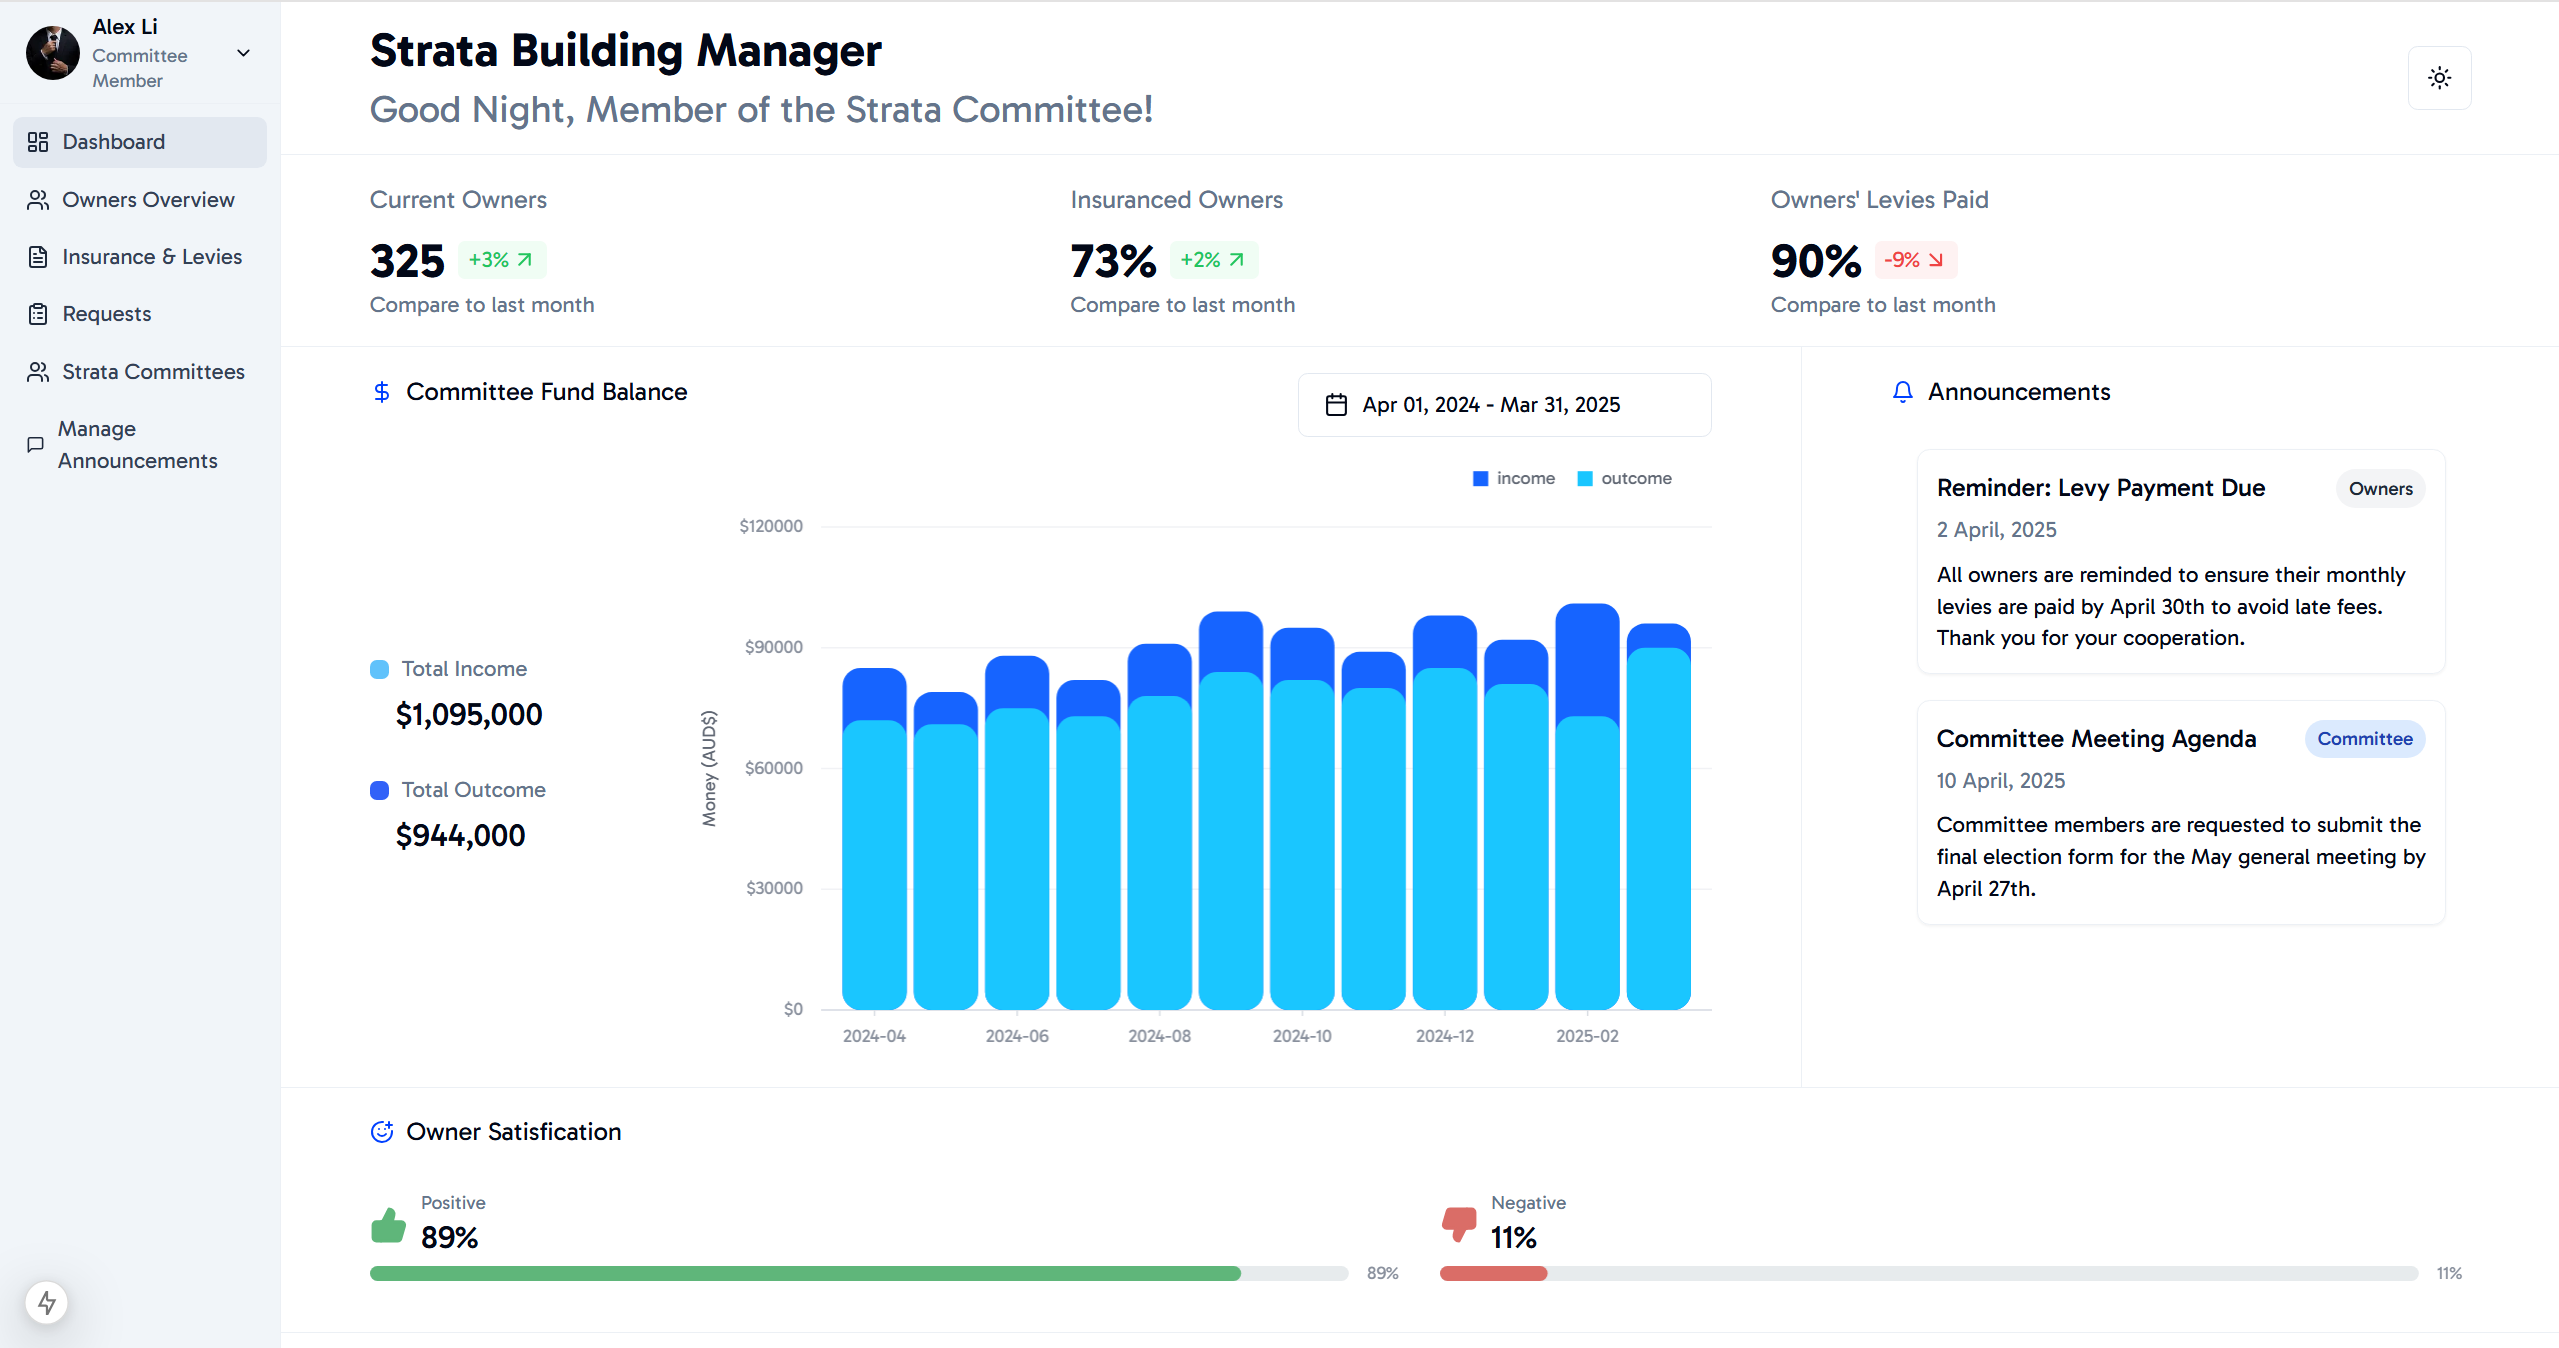 Alex Li
Committee
Member
Dashboard
Owners Overview
Insurance & Levies
Requests
Strata Committees
Manage
Announcements
Strata Building Manager
Good Night, Member of the Strata Committee!
Current Owners
325 +3%
Compare to last month
Insuranced Owners
73% +2%
Compare to last month
Owners' Levies Paid
90% -9%
Compare to last month
Committee Fund Balance
Apr 01, 2024 - Mar 31, 2025
income outcome
Total Income
$1,095,000
Total Outcome
$944,000
Money (AUD$)
$120000
$90000
$60000
$30000
$0
2024-04 2024-06 2024-08 2024-10 2024-12 2025-02
Announcements
Reminder: Levy Payment Due Owners
2 April, 2025
All owners are reminded to ensure their monthly
levies are paid by April 30th to avoid late fees.
Thank you for your cooperation.
Committee Meeting Agenda Committee
10 April, 2025
Committee members are requested to submit the
final election form for the May general meeting by
April 27th.
Owner Satisfication
Positive
89%
89%
Negative
11%
11%